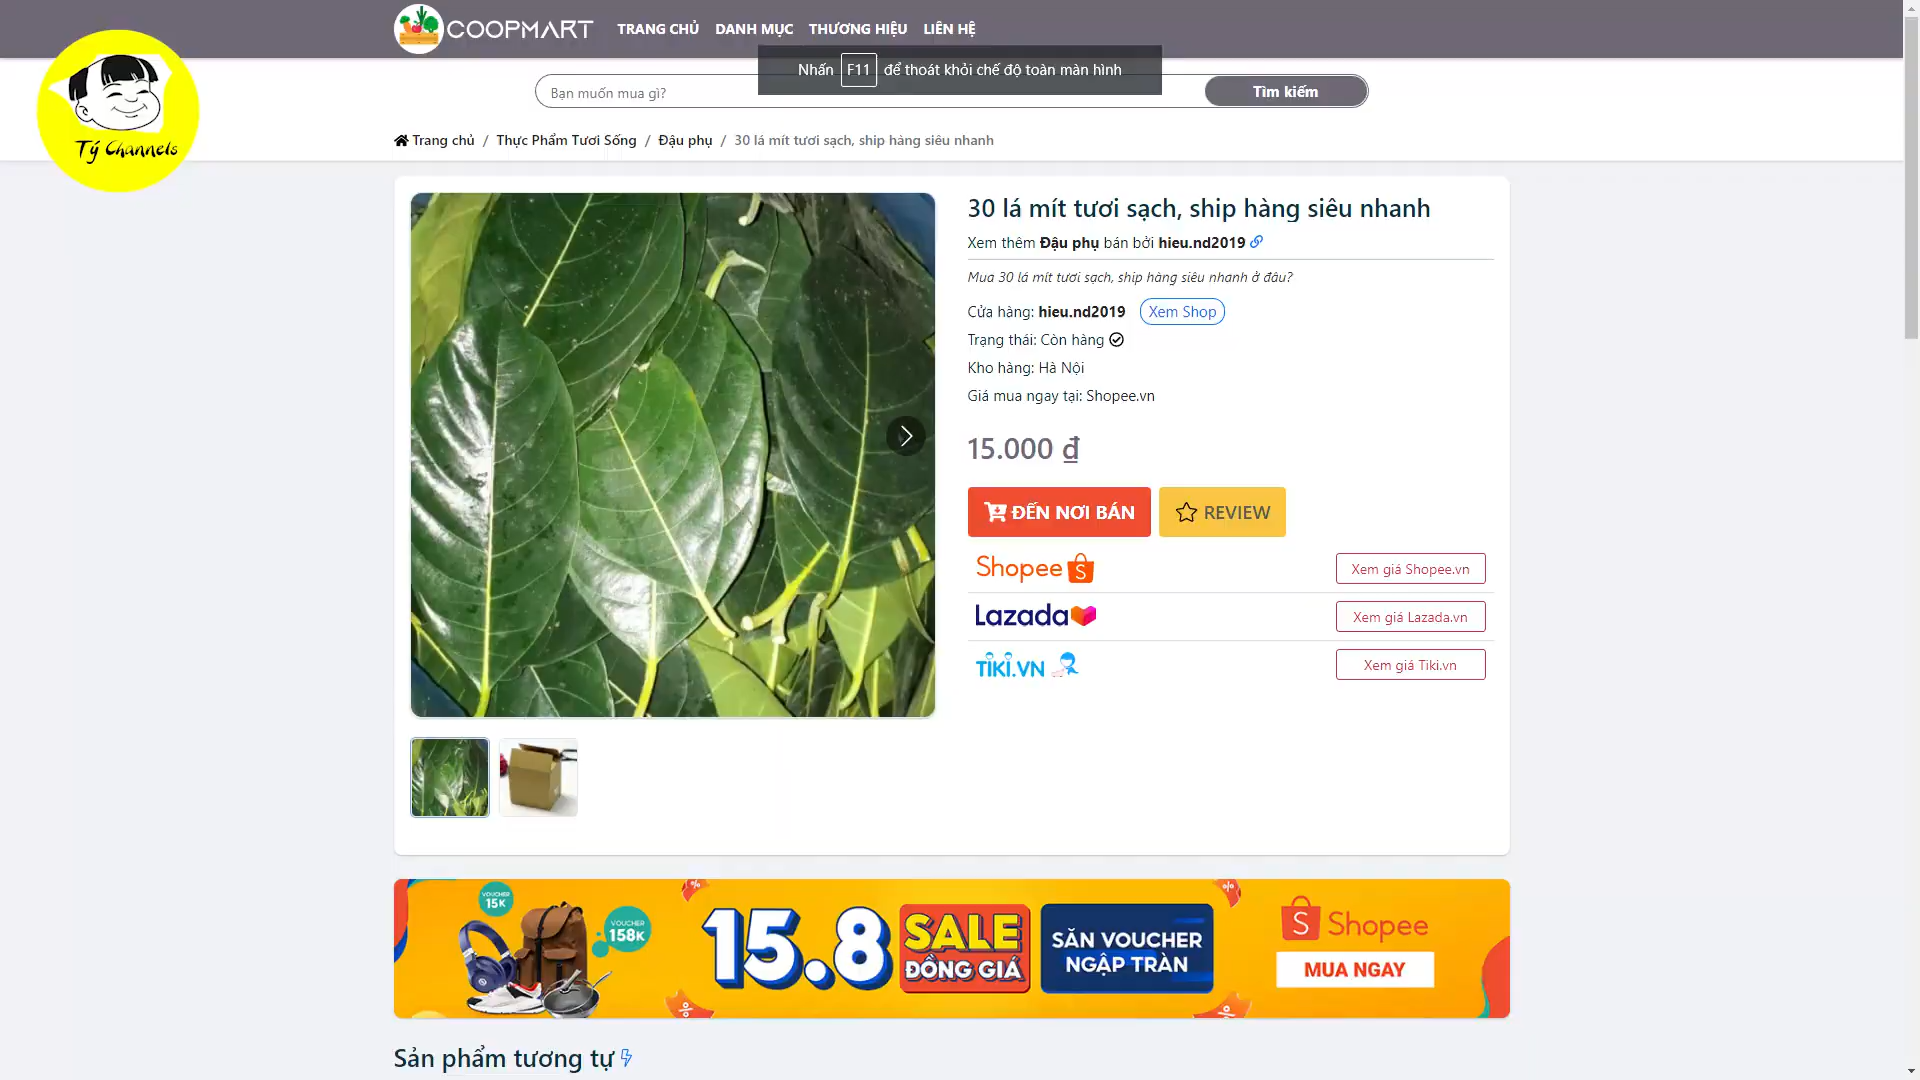 COOPMART
TRANG CHỦ DANH MỤC THƯƠNG HIỆU LIÊN HỆ
Nhấn F11 để thoát khỏi chế độ toàn màn hình
Bạn muốn mua gì? Tìm kiếm
Tý Channels
Trang chủ / Thực Phẩm Tươi Sống / Đậu phụ / 30 lá mít tươi sạch, ship hàng siêu nhanh
30 lá mít tươi sạch, ship hàng siêu nhanh
Xem thêm Đậu phụ bán bởi hieu.nd2019
Mua 30 lá mít tươi sạch, ship hàng siêu nhanh ở đâu?
Cửa hàng: hieu.nd2019 Xem Shop
Trạng thái: Còn hàng
Kho hàng: Hà Nội
Giá mua ngay tại: Shopee.vn
15.000 ₫
ĐẾN NƠI BÁN REVIEW
Shopee Xem giá Shopee.vn
Lazada Xem giá Lazada.vn
TIKI.VN Xem giá Tiki.vn
VOUCHER
15K
VOUCHER
158K
15.8
SALE
ĐỒNG GIÁ
SĂN VOUCHER
NGẬP TRÀN
Shopee
MUA NGAY
Sản phẩm tương tự